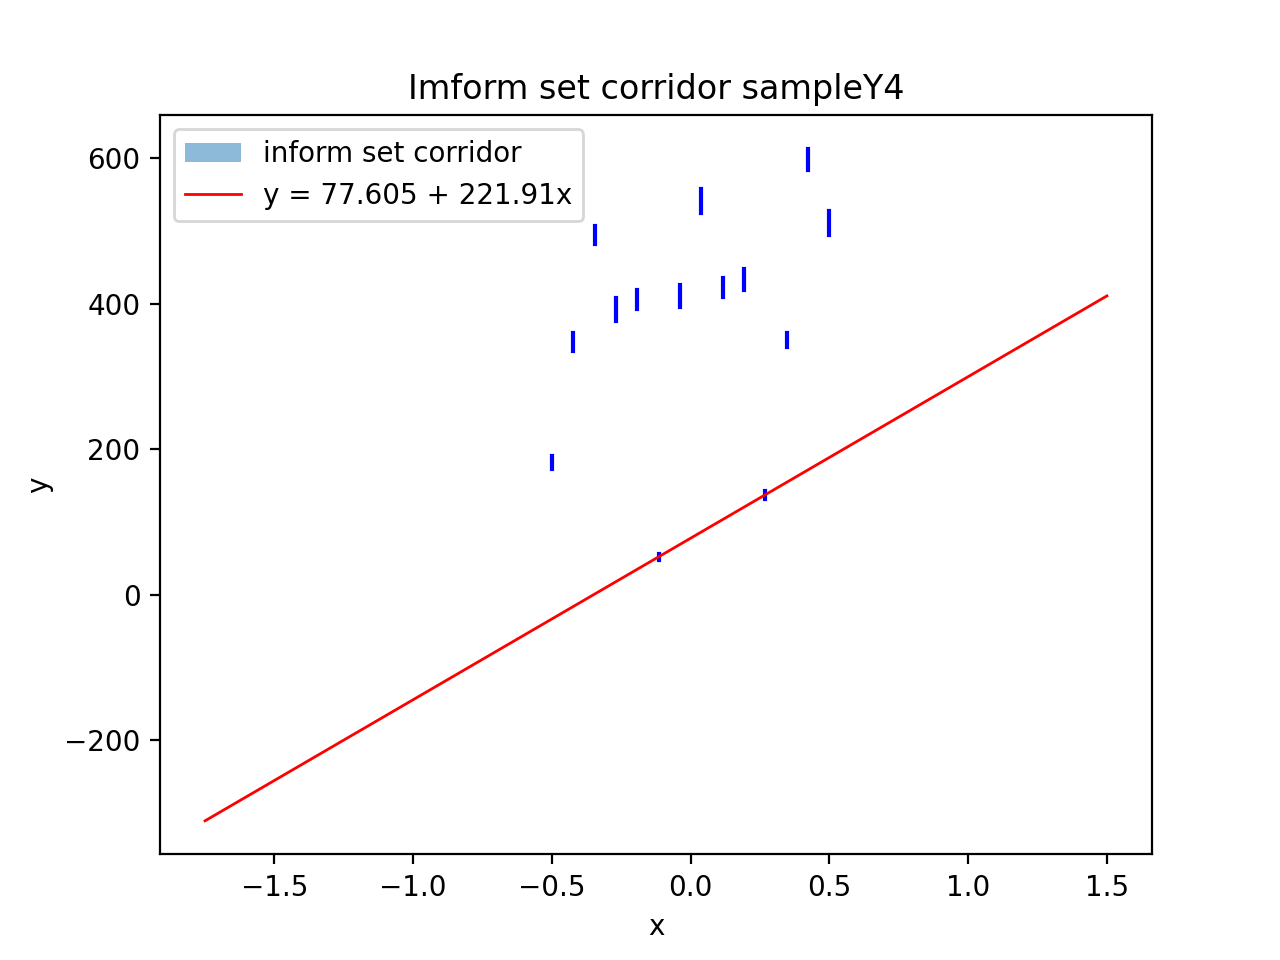 Imform set corridor sampleY4
inform set corridor
y = 77.605 + 221.91x
600
400
200
0
−200
y
−1.5 −1.0 −0.5 0.0 0.5 1.0 1.5
x